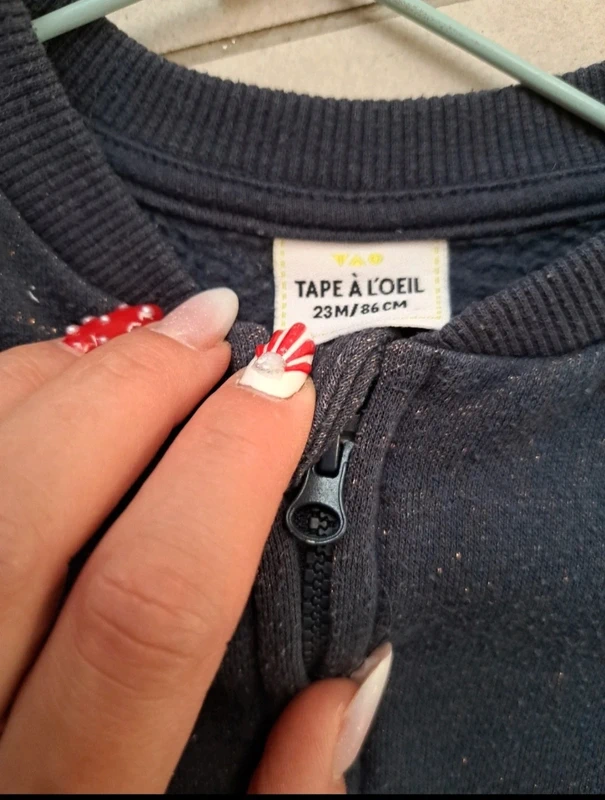 TAO
TAPE À L'OEIL
23M/86CM